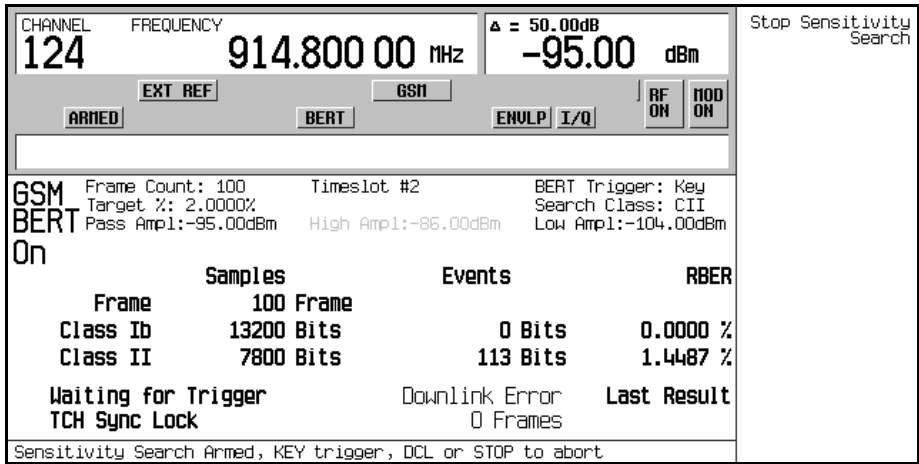 CHANNEL FREQUENCY Δ = 50.00dB
124 914.800 00 MHz -95.00 dBm
Stop Sensitivity
Search
EXT REF GSM RF ON MOD ON
ARMED BERT ENVLP I/Q
GSM BERT On
Frame Count: 100 Timeslot #2 BERT Trigger: Key
Target %: 2.0000% Search Class: CII
Pass Ampl:-95.00dBm High Ampl:-86.00dBm Low Ampl:-104.00dBm
Samples Events RBER
Frame 100 Frame
Class Ib 13200 Bits 0 Bits 0.0000 %
Class II 7800 Bits 113 Bits 1.4487 %
Waiting for Trigger Downlink Error Last Result
TCH Sync Lock 0 Frames
Sensitivity Search Armed, KEY trigger, DCL or STOP to abort